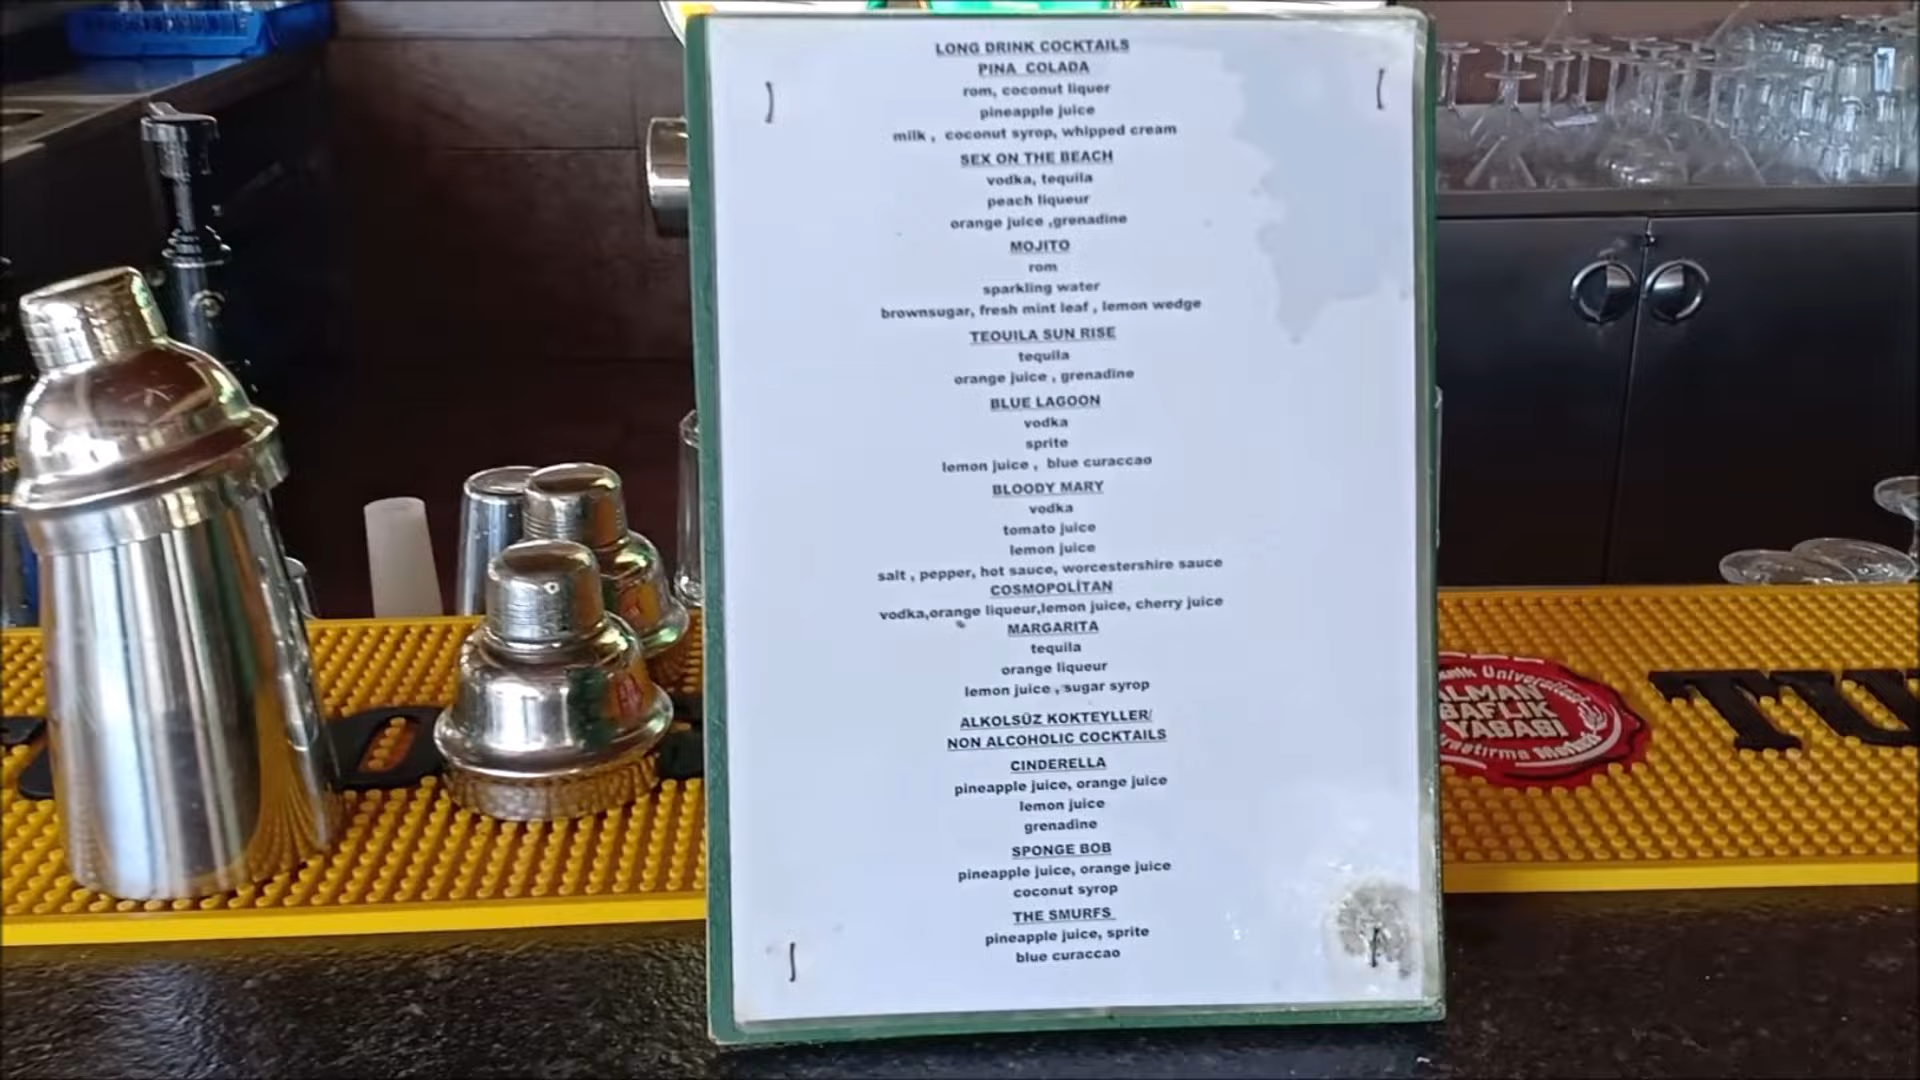 LONG DRINK COCKTAILS
PINA COLADA
rom, coconut liquer
pineapple juice
milk , coconut syrop, whipped cream
SEX ON THE BEACH
vodka, tequila
peach liqueur
orange juice ,grenadine
MOJITO
rom
sparkling water
brownsugar, fresh mint leaf , lemon wedge
TEQUILA SUN RISE
tequila
orange juice , grenadine
BLUE LAGOON
vodka
sprite
lemon juice , blue curaccao
BLOODY MARY
vodka
tomato juice
lemon juice
salt , pepper, hot sauce, worcestershire sauce
COSMOPOLİTAN
vodka,orange liqueur,lemon juice, cherry juice
MARGARITA
tequila
orange liqueur
lemon juice , sugar syrop
ALKOLSÜZ KOKTEYLLER/
NON ALCOHOLIC COCKTAILS
CINDERELLA
pineapple juice, orange juice
lemon juice
grenadine
SPONGE BOB
pineapple juice, orange juice
coconut syrop
THE SMURFS
pineapple juice, sprite
blue curaccao
TU